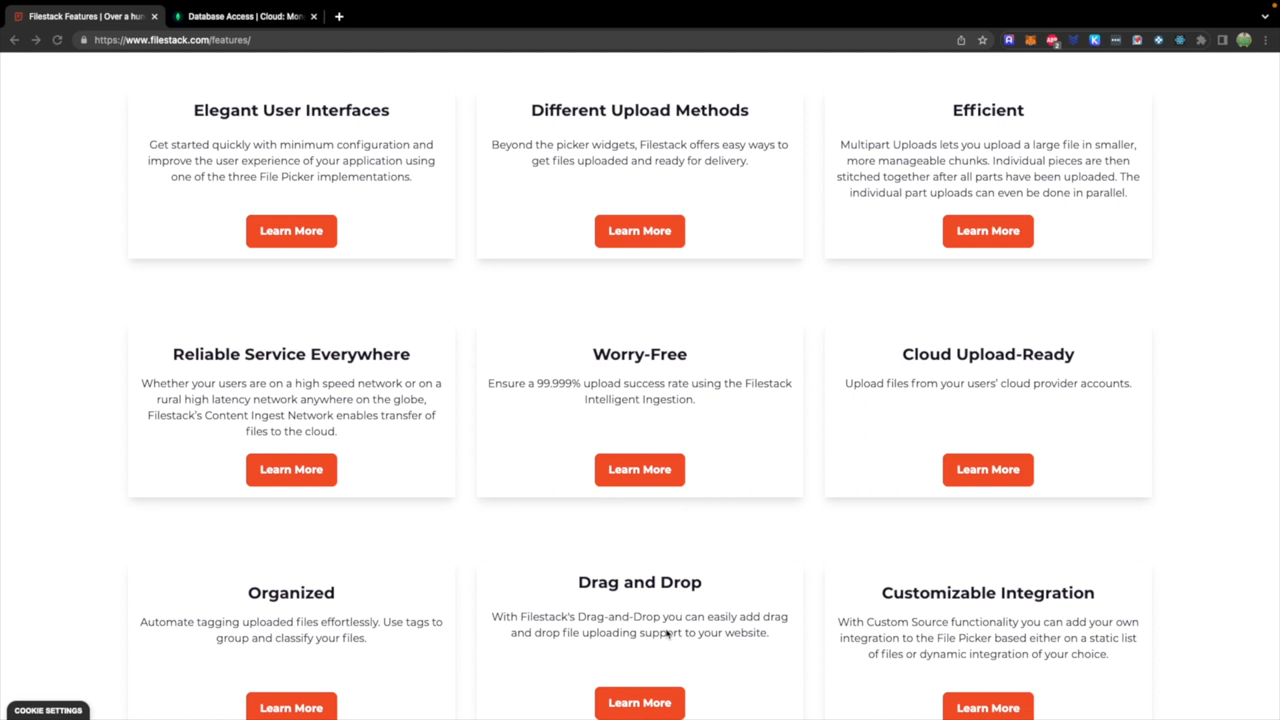 Filestack Features | Over a hun
Database Access | Cloud: Mon
https://www.filestack.com/features/
Elegant User Interfaces
Get started quickly with minimum configuration and
improve the user experience of your application using
one of the three File Picker implementations.
Learn More
Different Upload Methods
Beyond the picker widgets, Filestack offers easy ways to
get files uploaded and ready for delivery.
Learn More
Efficient
Multipart Uploads lets you upload a large file in smaller,
more manageable chunks. Individual pieces are then
stitched together after all parts have been uploaded. The
individual part uploads can even be done in parallel.
Learn More
Reliable Service Everywhere
Whether your users are on a high speed network or on a
rural high latency network anywhere on the globe,
Filestack's Content Ingest Network enables transfer of
files to the cloud.
Learn More
Worry-Free
Ensure a 99.999% upload success rate using the Filestack
Intelligent Ingestion.
Learn More
Cloud Upload-Ready
Upload files from your users' cloud provider accounts.
Learn More
Organized
Automate tagging uploaded files effortlessly. Use tags to
group and classify your files.
Learn More
Drag and Drop
With Filestack's Drag-and-Drop you can easily add drag
and drop file uploading support to your website.
Learn More
Customizable Integration
With Custom Source functionality you can add your own
integration to the File Picker based either on a static list
of files or dynamic integration of your choice.
Learn More
COOKIE SETTINGS